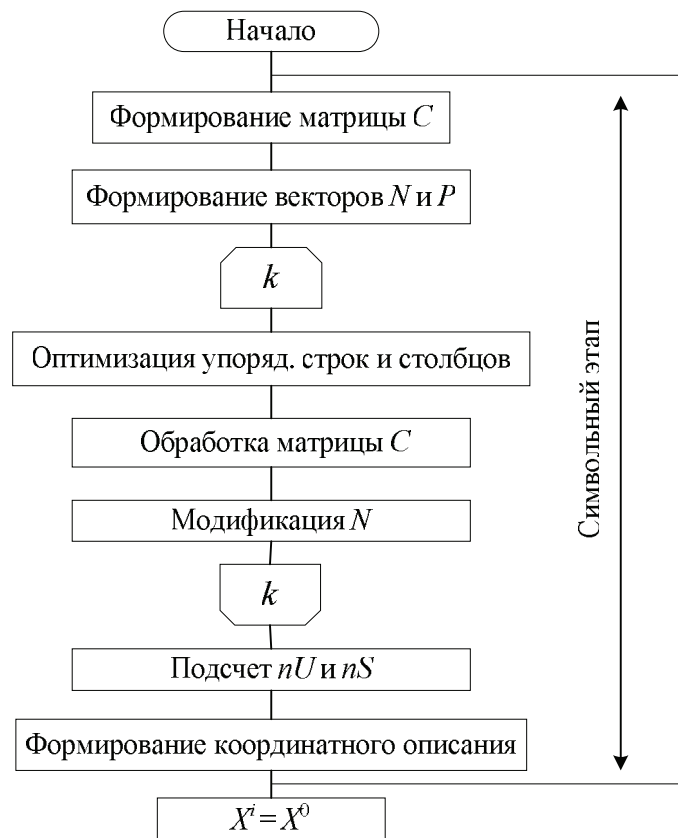 Начало
Формирование матрицы C
Формирование векторов N и P
k
Оптимизация упоряд. строк и столбцов
Обработка матрицы C
Модификация N
k
Подсчет nU и nS
Формирование координатного описания
X^i = X^0
Символьный этап